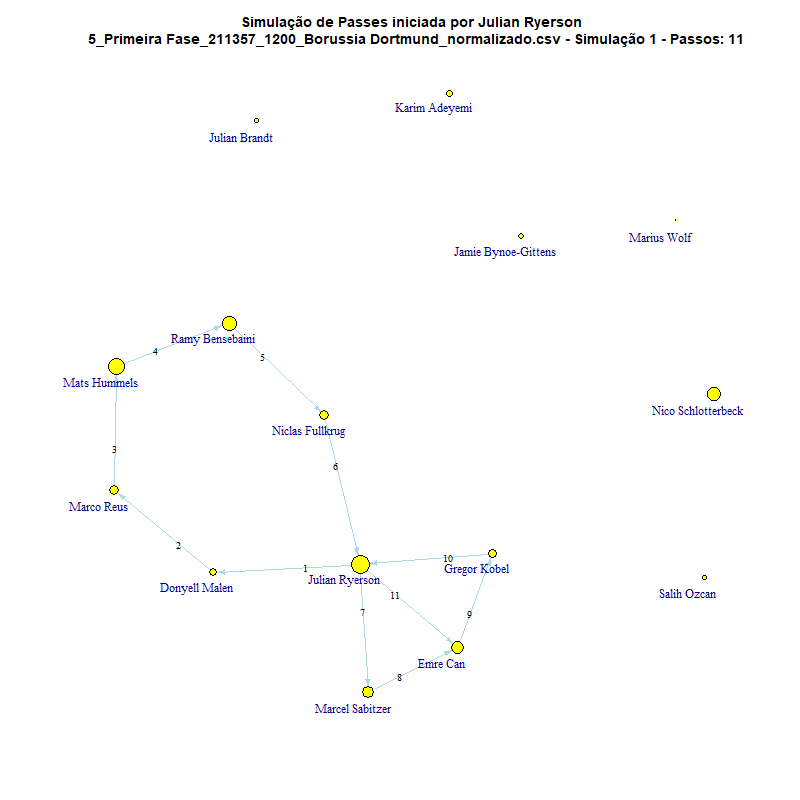 Simulação de Passes iniciada por Julian Ryerson
5_Primeira Fase_211357_1200_Borussia Dortmund_normalizado.csv - Simulação 1 - Passos: 11
Karim Adeyemi
Julian Brandt
Marius Wolf
Jamie Bynoe-Gittens
Ramy Bensebaini
4
5
Mats Hummels
Nico Schlotterbeck
Niclas Fullkrug
3
6
Marco Reus
2
10
1
Gregor Kobel
Julian Ryerson
Donyell Malen
Salih Ozcan
11
7
9
Emre Can
8
Marcel Sabitzer